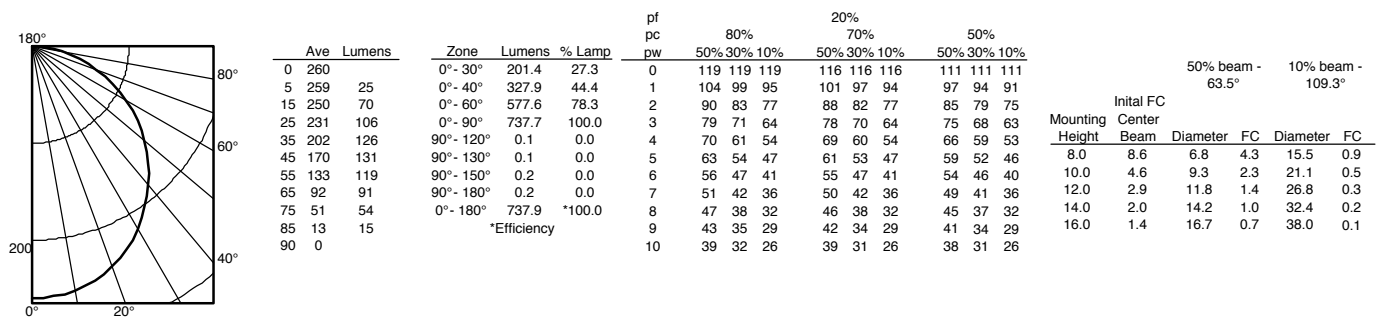 180°
80°
60°
40°
20°
0°
200
Ave Lumens
0 260
5 259 25
15 250 70
25 231 106
35 202 126
45 170 131
55 133 119
65 92 91
75 51 54
85 13 15
90 0
Zone Lumens % Lamp
0°- 30° 201.4 27.3
0°- 40° 327.9 44.4
0°- 60° 577.6 78.3
0°- 90° 737.7 100.0
90°- 120° 0.1 0.0
90°- 130° 0.1 0.0
90°- 150° 0.2 0.0
90°- 180° 0.2 0.0
0°- 180° 737.9 *100.0
*Efficiency
pf 20%
pc 80% 70% 50%
pw 50% 30% 10% 50% 30% 10% 50% 30% 10%
0 119 119 119 116 116 116 111 111 111
1 104 99 95 101 97 94 97 94 91
2 90 83 77 88 82 77 85 79 75
3 79 71 64 78 70 64 75 68 63
4 70 61 54 69 60 54 66 59 53
5 63 54 47 61 53 47 59 52 46
6 56 47 41 55 47 41 54 46 40
7 51 42 36 50 42 36 49 41 36
8 47 38 32 46 38 32 45 37 32
9 43 35 29 42 34 29 41 34 29
10 39 32 26 39 31 26 38 31 26
50% beam - 10% beam -
63.5° 109.3°
Inital FC
Mounting Center
Height Beam Diameter FC Diameter FC
8.0 8.6 6.8 4.3 15.5 0.9
10.0 4.6 9.3 2.3 21.1 0.5
12.0 2.9 11.8 1.4 26.8 0.3
14.0 2.0 14.2 1.0 32.4 0.2
16.0 1.4 16.7 0.7 38.0 0.1